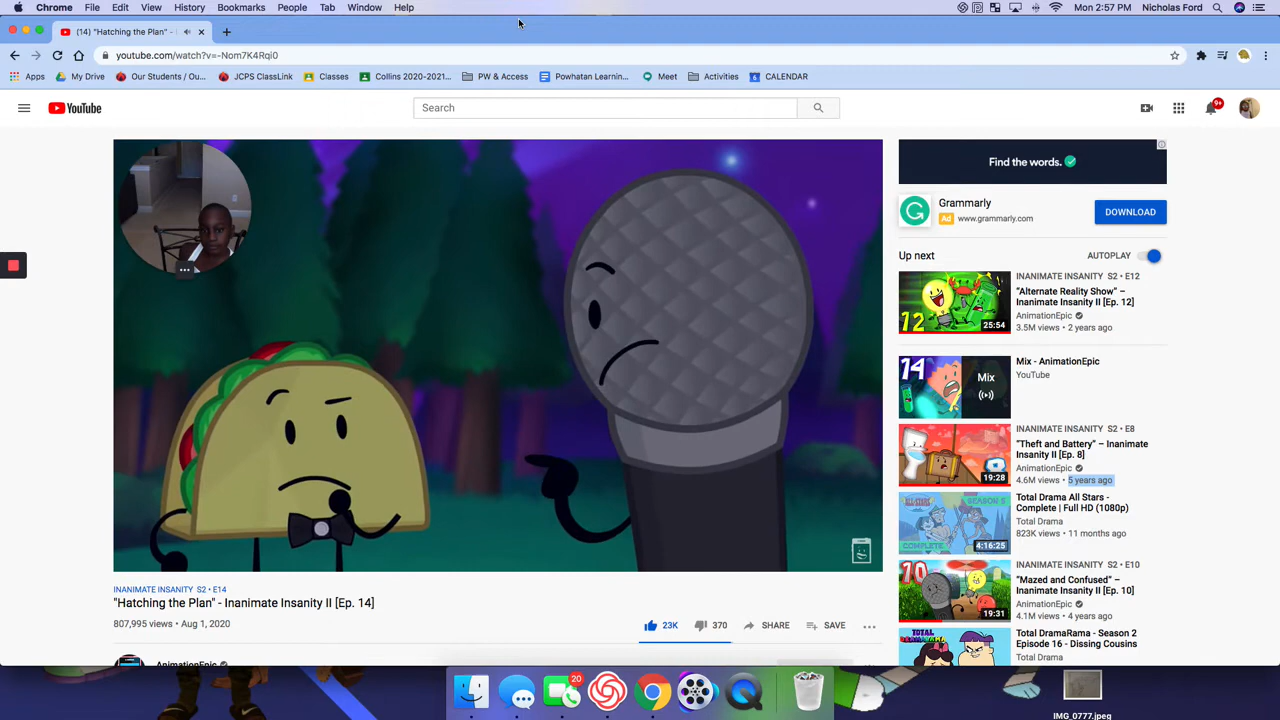 Chrome File Edit View History Bookmarks People Tab Window Help Mon 2:57 PM Nicholas Ford
(14) "Hatching the Plan" - I
youtube.com/watch?v=-Nom7K4Rqi0
Apps My Drive Our Students / Ou... JCPS ClassLink Classes Collins 2020-2021... PW & Access Powhatan Learnin... Meet Activities 6 CALENDAR
YouTube Search 9+
Find the words.
Grammarly
Ad www.grammarly.com
DOWNLOAD
Up next AUTOPLAY
12 25:54
INANIMATE INSANITY S2 • E12
"Alternate Reality Show" –
Inanimate Insanity II [Ep. 12]
AnimationEpic
3.5M views • 2 years ago
14 Mix
Mix - AnimationEpic
YouTube
19:28
INANIMATE INSANITY S2 • E8
"Theft and Battery" – Inanimate
Insanity II [Ep. 8]
AnimationEpic
4.6M views • 5 years ago
ALL-STARS SEASON 5
COMPLETE 4:16:25
Total Drama All Stars -
Complete | Full HD (1080p)
Total Drama
823K views • 11 months ago
10 19:31
INANIMATE INSANITY S2 • E10
"Mazed and Confused" –
Inanimate Insanity II [Ep. 10]
AnimationEpic
4.1M views • 4 years ago
TOTAL
Total DramaRama - Season 2
Episode 16 - Dissing Cousins
Total Drama
INANIMATE INSANITY S2 • E14
"Hatching the Plan" - Inanimate Insanity II [Ep. 14]
807,995 views • Aug 1, 2020
23K 370 SHARE SAVE
AnimationEpic
20
IMG_0777.jpeg